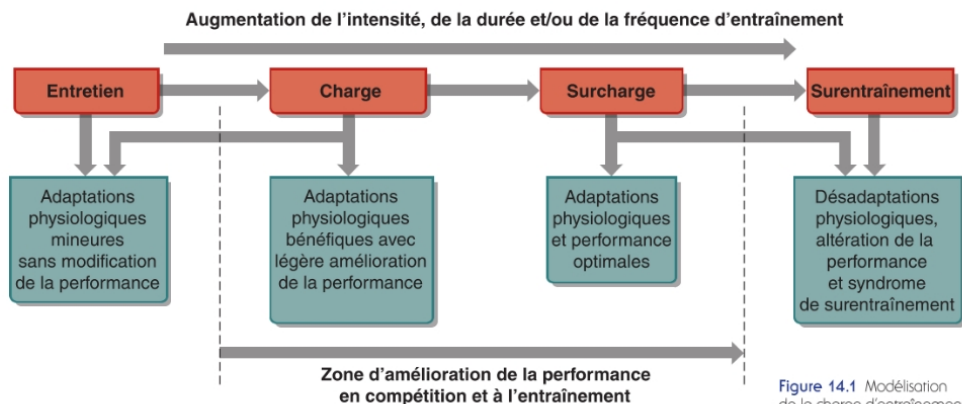 Augmentation de l'intensité, de la durée et/ou de la fréquence d'entraînement
Entretien
Charge
Surcharge
Surentraînement
Adaptations
physiologiques
mineures
sans modification
de la performance
Adaptations
physiologiques
bénéfiques avec
légère amélioration
de la performance
Adaptations
physiologiques
et performance
optimales
Désadaptations
physiologiques,
altération de la
performance
et syndrome
de surentraînement
Zone d'amélioration de la performance
en compétition et à l'entraînement
Figure 14.1 Modélisation
de la charge